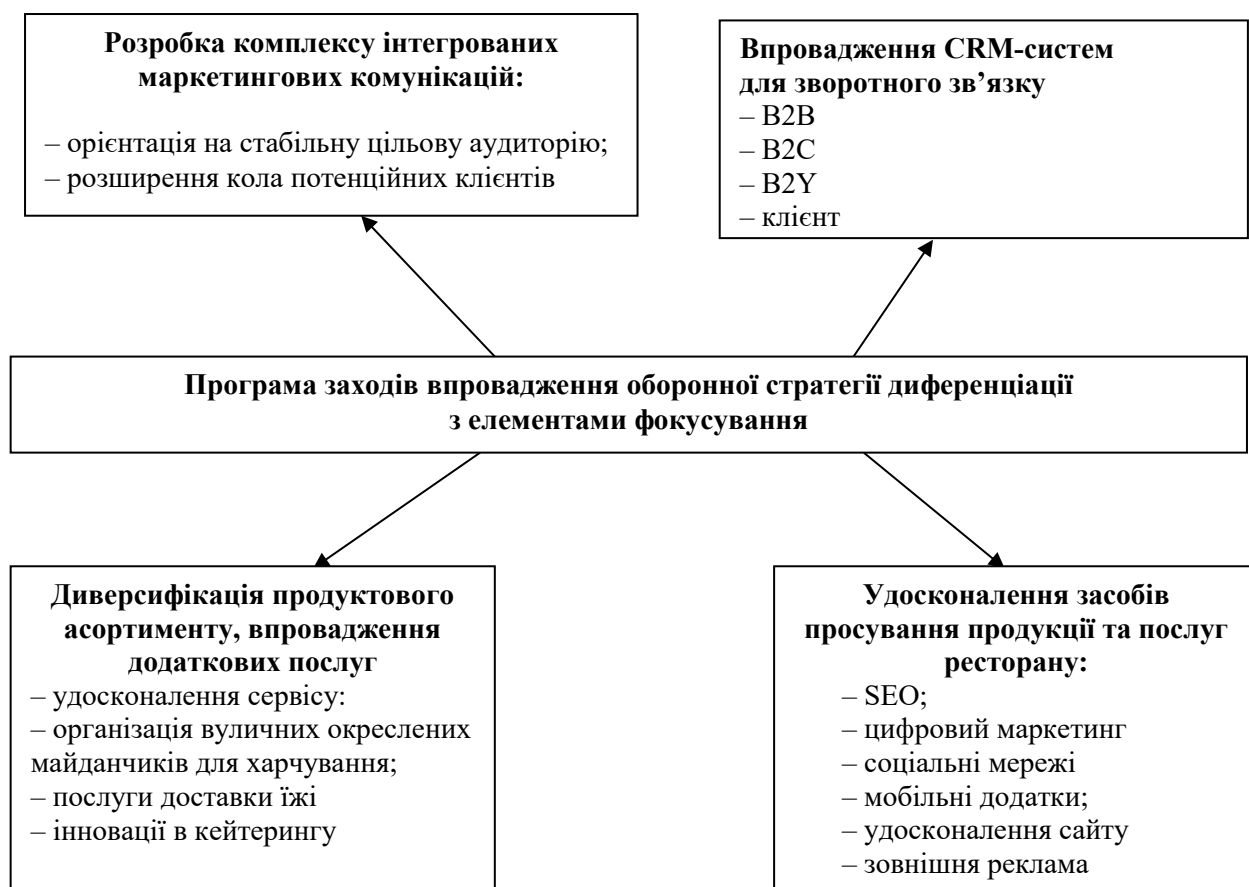 Розробка комплексу інтегрованих
маркетингових комунікацій:
– орієнтація на стабільну цільову аудиторію;
– розширення кола потенційних клієнтів
Впровадження CRM-систем
для зворотного зв’язку
– B2B
– B2C
– B2Y
– клієнт
Програма заходів впровадження оборонної стратегії диференціації
з елементами фокусування
Диверсифікація продуктового
асортименту, впровадження
додаткових послуг
– удосконалення сервісу:
– організація вуличних окреслених
майданчиків для харчування;
– послуги доставки їжі
– інновації в кейтерингу
Удосконалення засобів
просування продукції та послуг
ресторану:
– SEO;
– цифровий маркетинг
– соціальні мережі
– мобільні додатки;
– удосконалення сайту
– зовнішня реклама